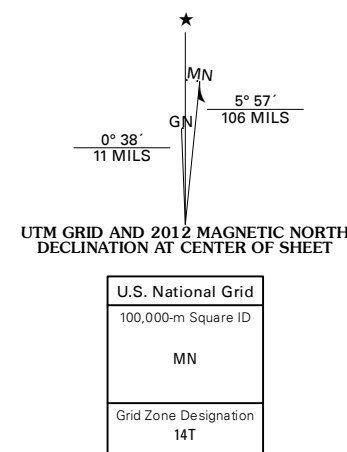 MN
GN
5° 57´
106 MILS
0° 38´
11 MILS
UTM GRID AND 2012 MAGNETIC NORTH
DECLINATION AT CENTER OF SHEET
U.S. National Grid
100,000-m Square ID
MN
Grid Zone Designation
14T